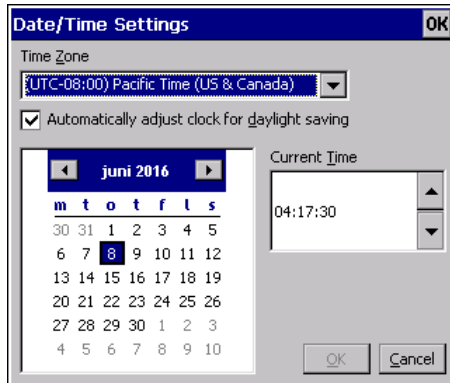 Date/Time Settings OK
Time Zone
(UTC-08:00) Pacific Time (US & Canada)
Automatically adjust clock for daylight saving
juni 2016
m t o t f l s
30 31 1 2 3 4 5
6 7 8 9 10 11 12
13 14 15 16 17 18 19
20 21 22 23 24 25 26
27 28 29 30 1 2 3
4 5 6 7 8 9 10
Current Time
04:17:30
OK Cancel